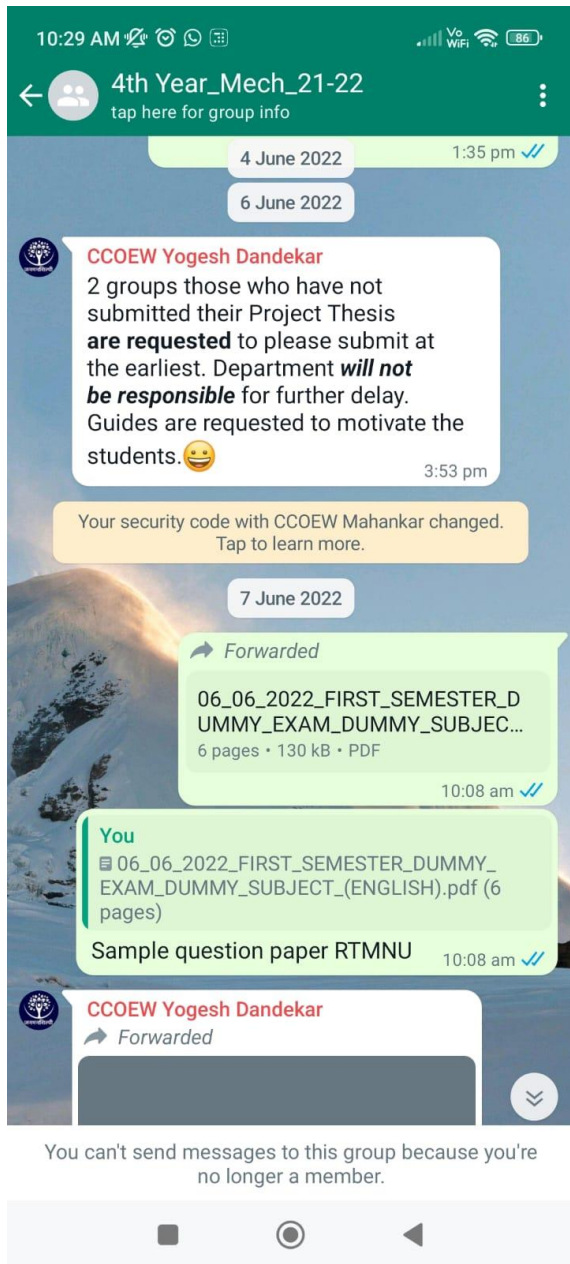 10:29 AM
Vo
WiFi
86
4th Year_Mech_21-22
tap here for group info
1:35 pm
4 June 2022
6 June 2022
CCOEW Yogesh Dandekar
2 groups those who have not
submitted their Project Thesis
are requested to please submit at
the earliest. Department will not
be responsible for further delay.
Guides are requested to motivate the
students.😀
3:53 pm
Your security code with CCOEW Mahankar changed.
Tap to learn more.
7 June 2022
Forwarded
06_06_2022_FIRST_SEMESTER_D
UMMY_EXAM_DUMMY_SUBJEC...
6 pages • 130 kB • PDF
10:08 am
You
06_06_2022_FIRST_SEMESTER_DUMMY_
EXAM_DUMMY_SUBJECT_(ENGLISH).pdf (6
pages)
Sample question paper RTMNU
10:08 am
CCOEW Yogesh Dandekar
Forwarded
You can't send messages to this group because you're
no longer a member.